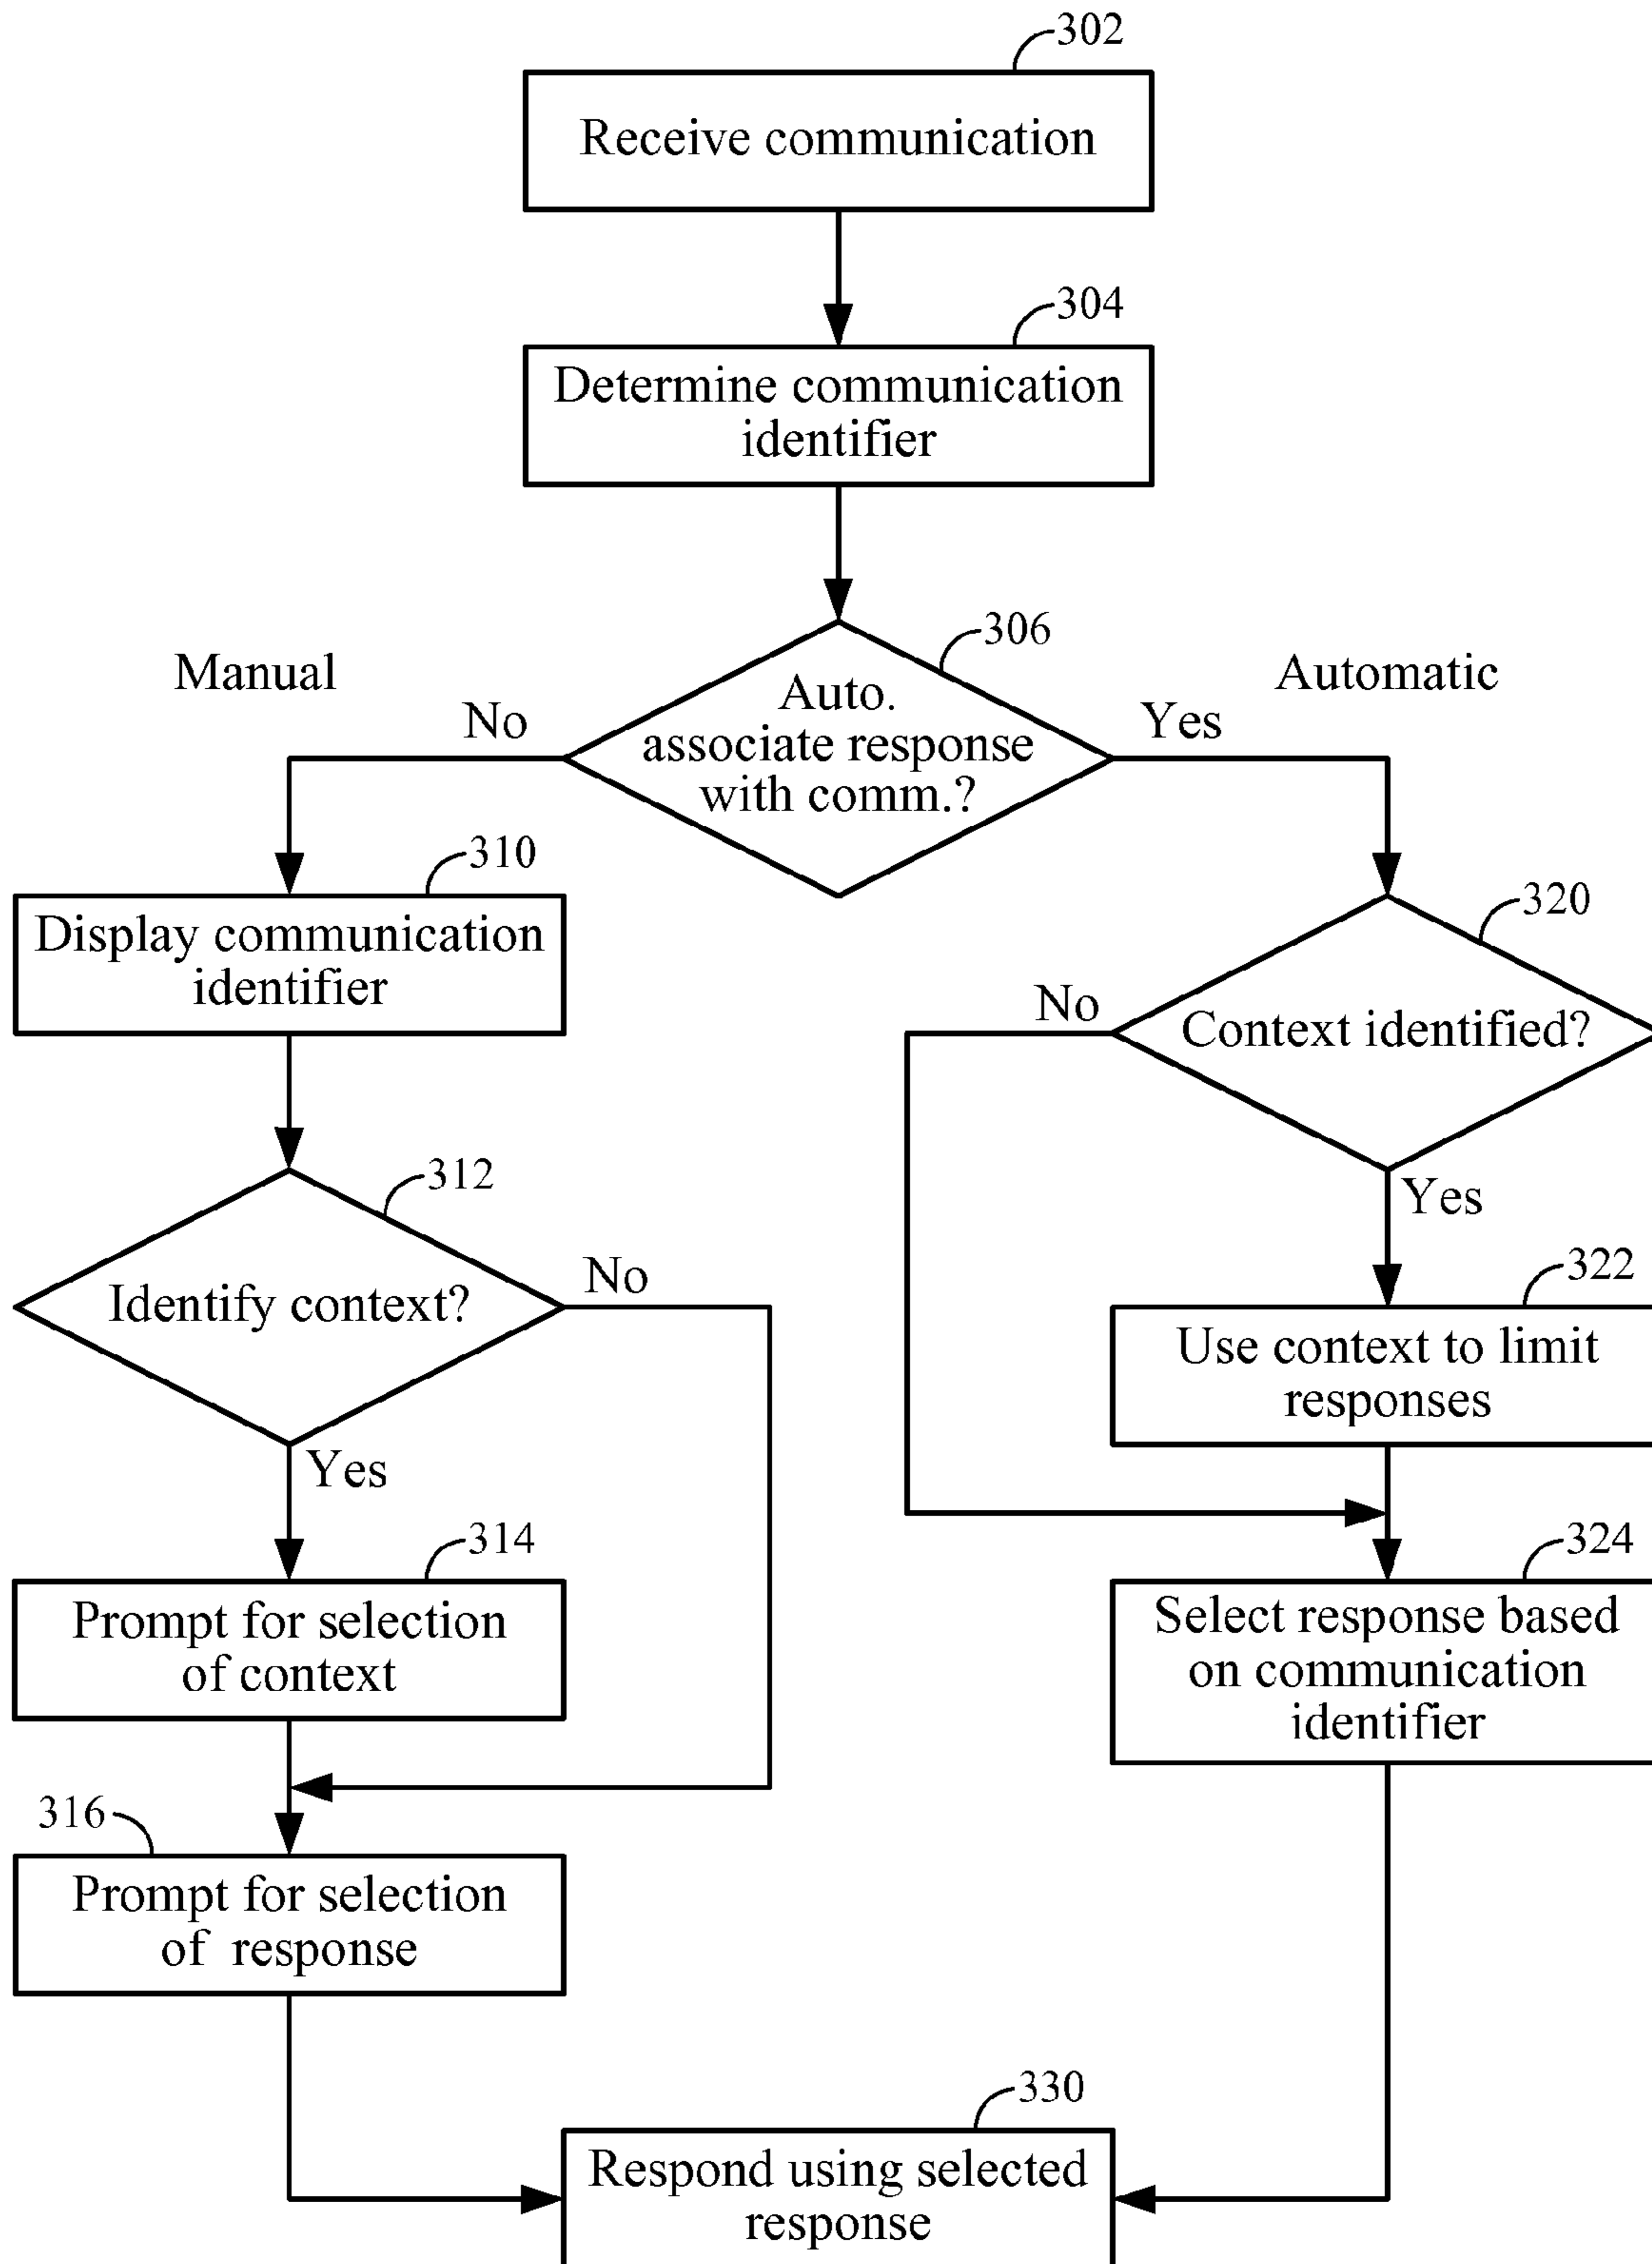 302
Receive communication
304
Determine communication
identifier
306
Manual
Automatic
Auto.
associate response
with comm.?
No
Yes
310
Display communication
identifier
320
Context identified?
No
Yes
312
Identify context?
No
Yes
322
Use context to limit
responses
314
Prompt for selection
of context
324
Select response based
on communication
identifier
316
Prompt for selection
of response
330
Respond using selected
response